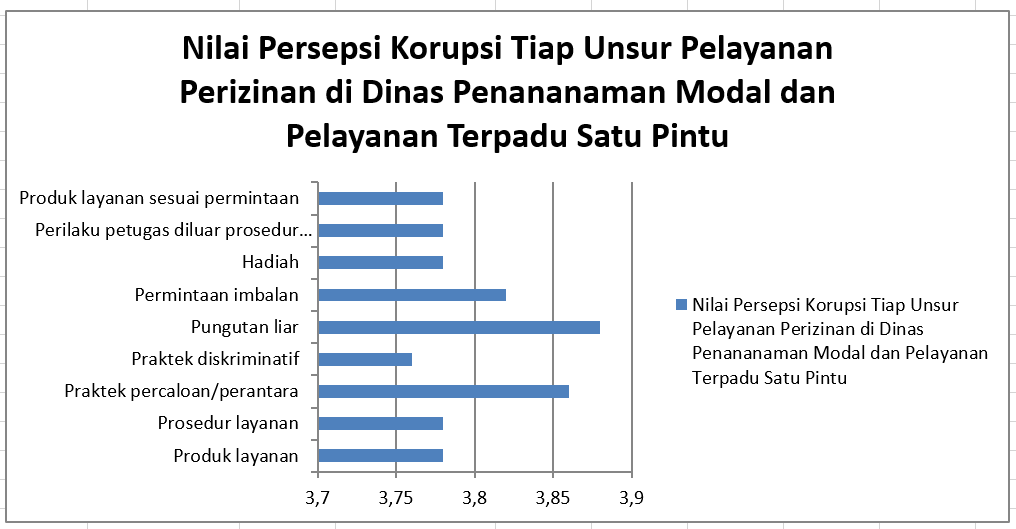 Nilai Persepsi Korupsi Tiap Unsur Pelayanan
Perizinan di Dinas Penananaman Modal dan
Pelayanan Terpadu Satu Pintu
Produk layanan sesuai permintaan
Perilaku petugas diluar prosedur...
Hadiah
Permintaan imbalan
Pungutan liar
Praktek diskriminatif
Praktek percaloan/perantara
Prosedur layanan
Produk layanan
3,7 3,75 3,8 3,85 3,9
Nilai Persepsi Korupsi Tiap Unsur
Pelayanan Perizinan di Dinas
Penananaman Modal dan Pelayanan
Terpadu Satu Pintu